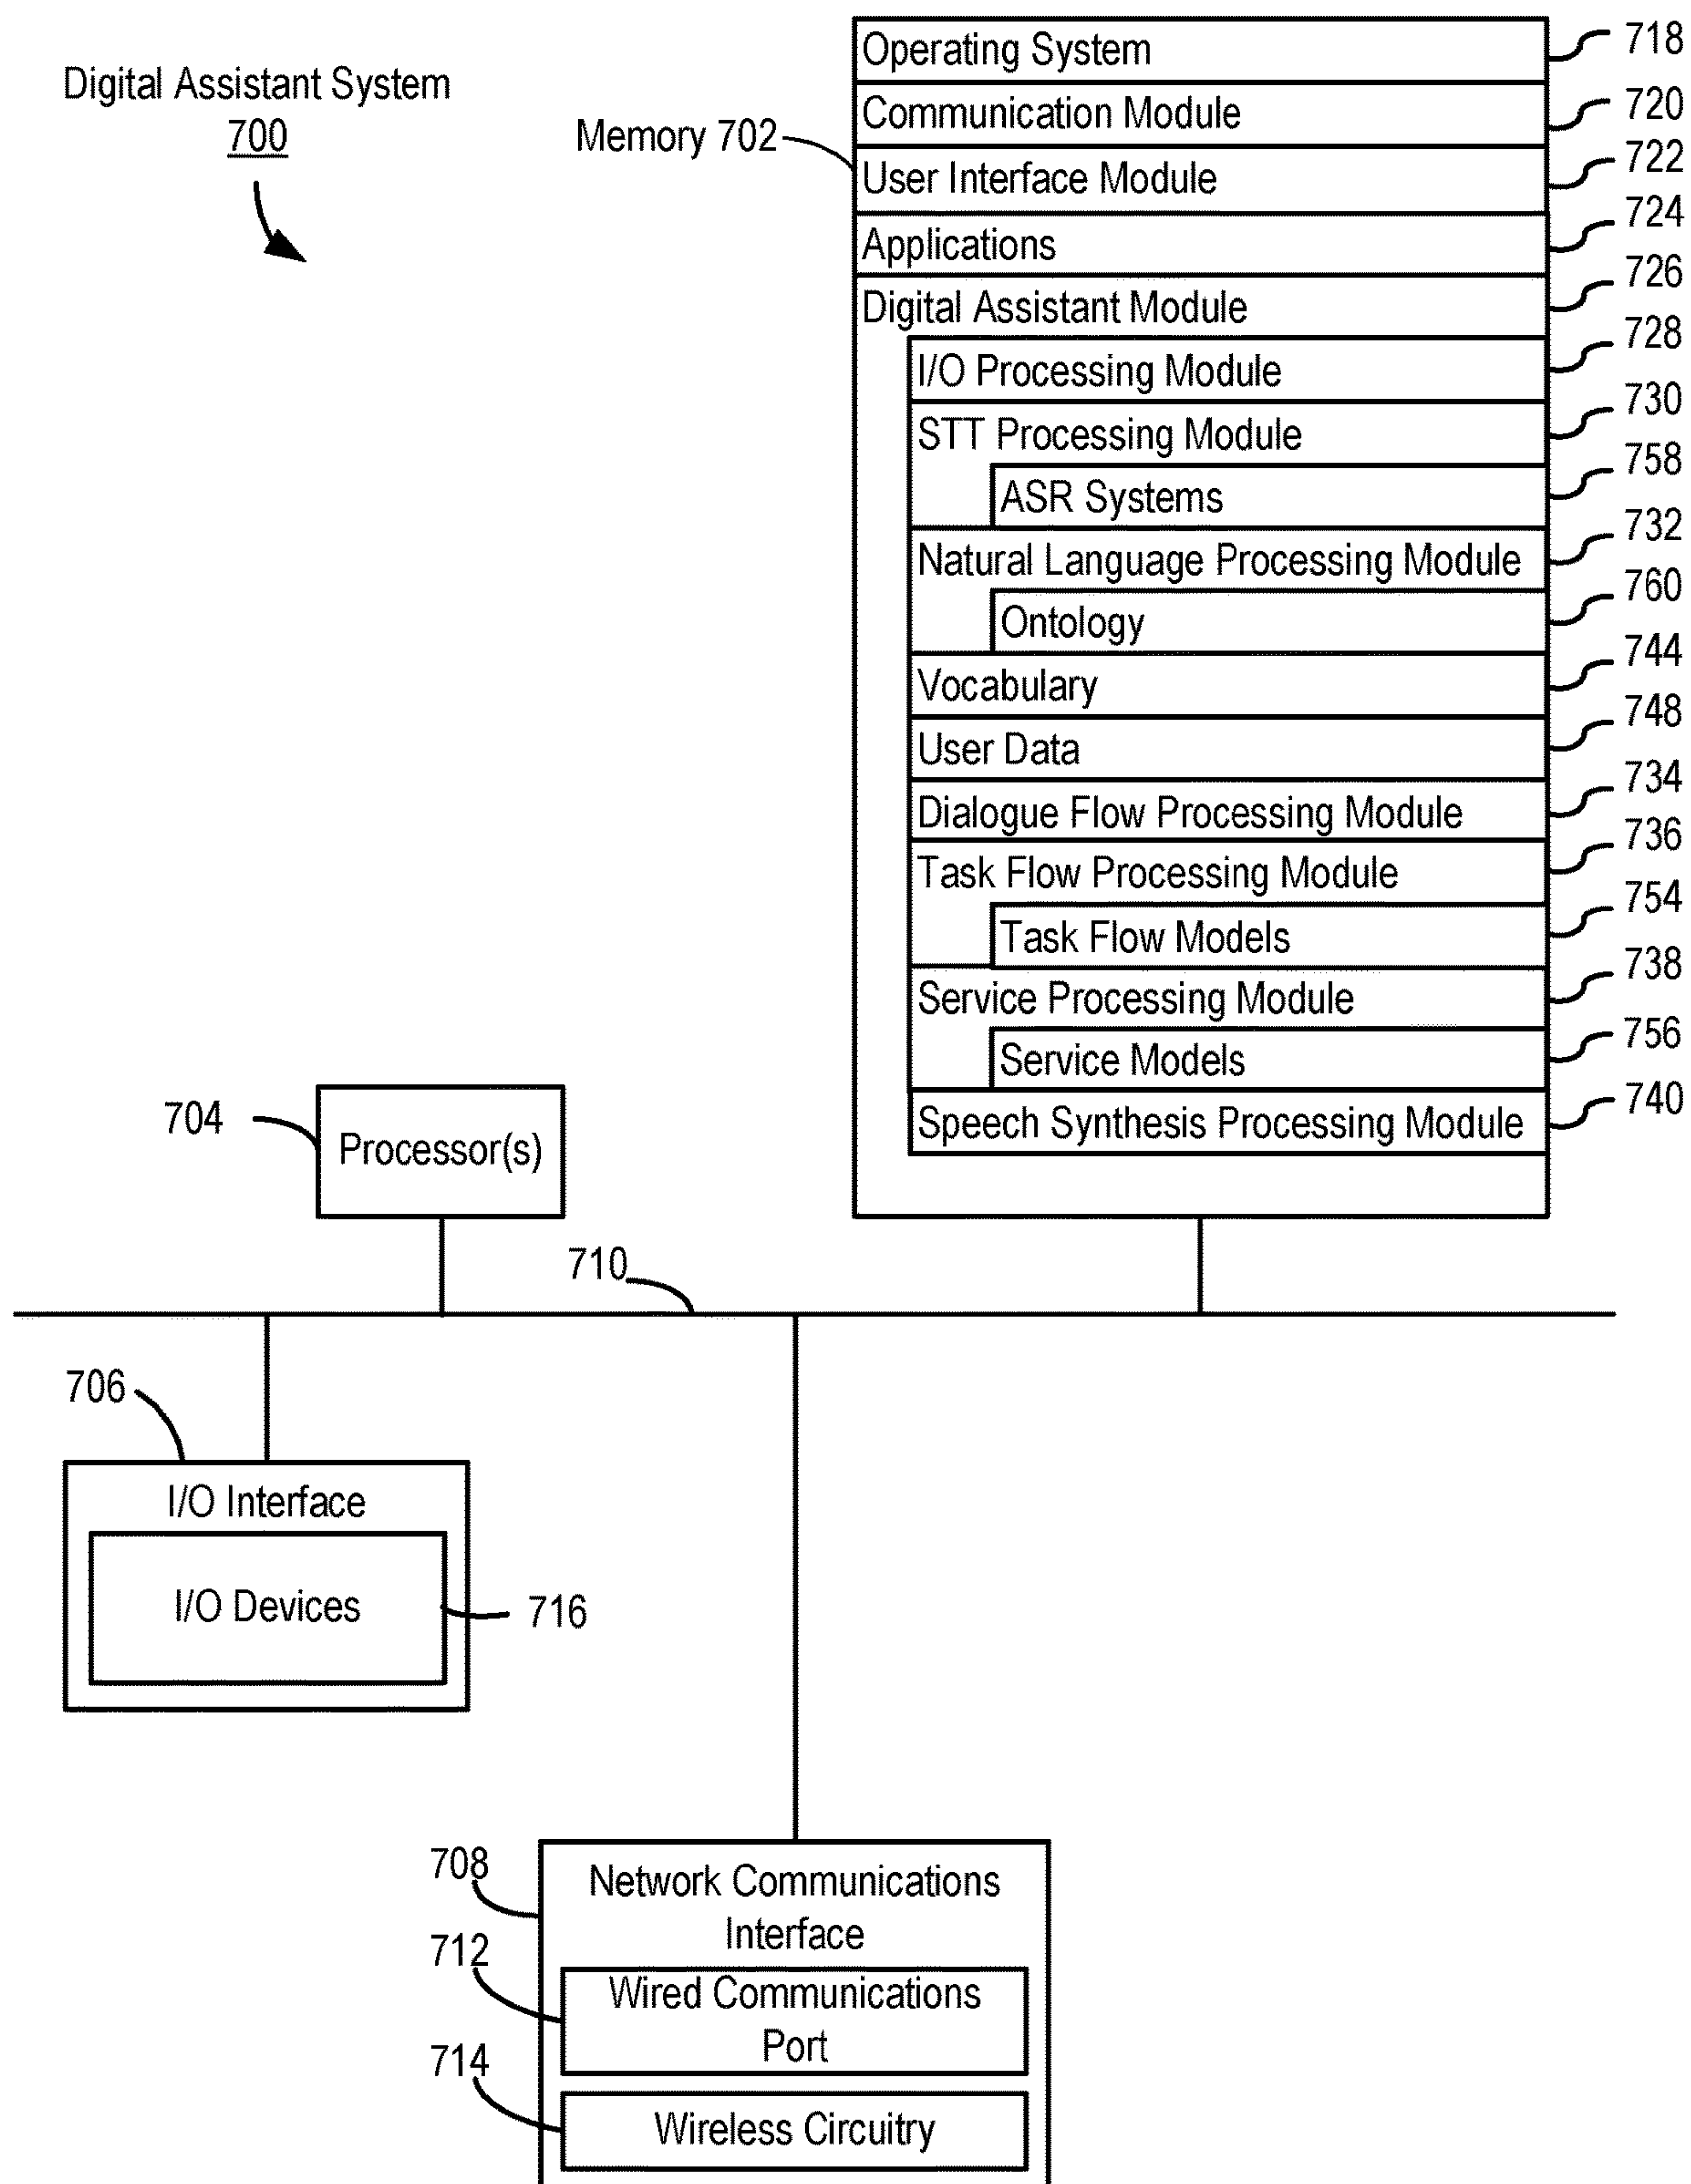 Digital Assistant System
700
Memory 702
Operating System 718
Communication Module 720
User Interface Module 722
Applications 724
Digital Assistant Module 726
I/O Processing Module 728
STT Processing Module 730
ASR Systems 758
Natural Language Processing Module 732
Ontology 760
Vocabulary 744
User Data 748
Dialogue Flow Processing Module 734
Task Flow Processing Module 736
Task Flow Models 754
Service Processing Module 738
Service Models 756
Speech Synthesis Processing Module 740
704
Processor(s)
710
706
I/O Interface
I/O Devices
716
708
Network Communications
Interface
712
Wired Communications
Port
714
Wireless Circuitry